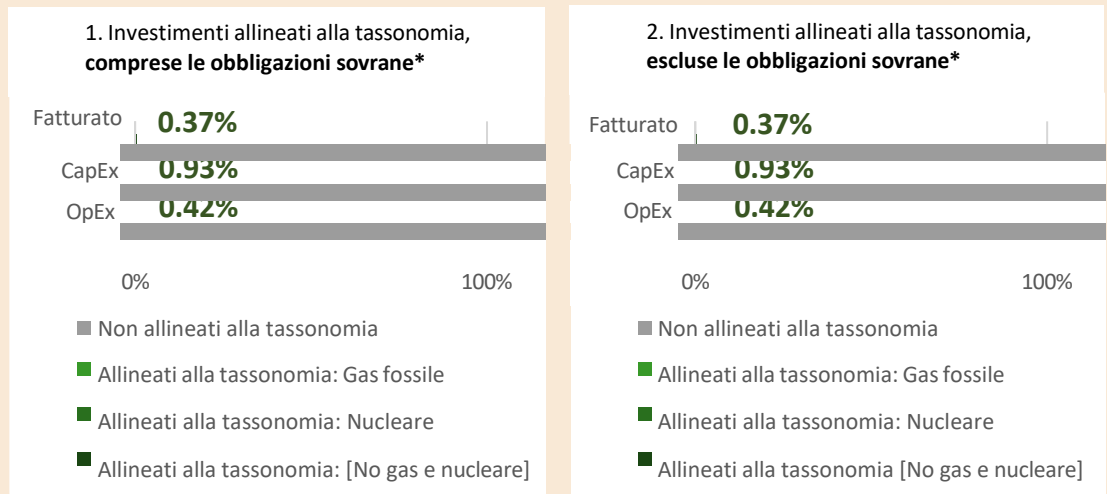 1. Investimenti allineati alla tassonomia,
comprese le obbligazioni sovrane*
Fatturato
0.37%
CapEx
0.93%
OpEx
0.42%
0%
100%
Non allineati alla tassonomia
Allineati alla tassonomia: Gas fossile
Allineati alla tassonomia: Nucleare
Allineati alla tassonomia: [No gas e nucleare]
2. Investimenti allineati alla tassonomia,
escluse le obbligazioni sovrane*
Fatturato
0.37%
CapEx
0.93%
OpEx
0.42%
0%
100%
Non allineati alla tassonomia
Allineati alla tassonomia: Gas fossile
Allineati alla tassonomia: Nucleare
Allineati alla tassonomia [No gas e nucleare]